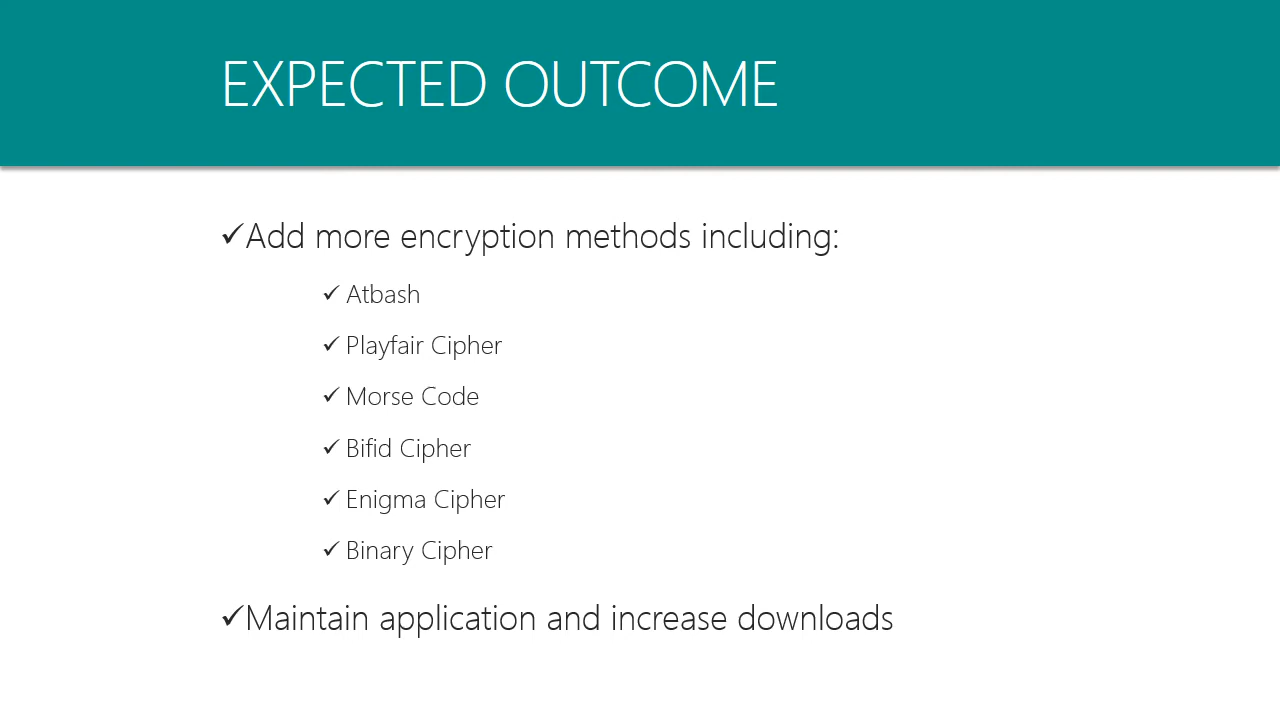 EXPECTED OUTCOME
✓Add more encryption methods including:
✓ Atbash
✓ Playfair Cipher
✓ Morse Code
✓ Bifid Cipher
✓ Enigma Cipher
✓ Binary Cipher
✓Maintain application and increase downloads